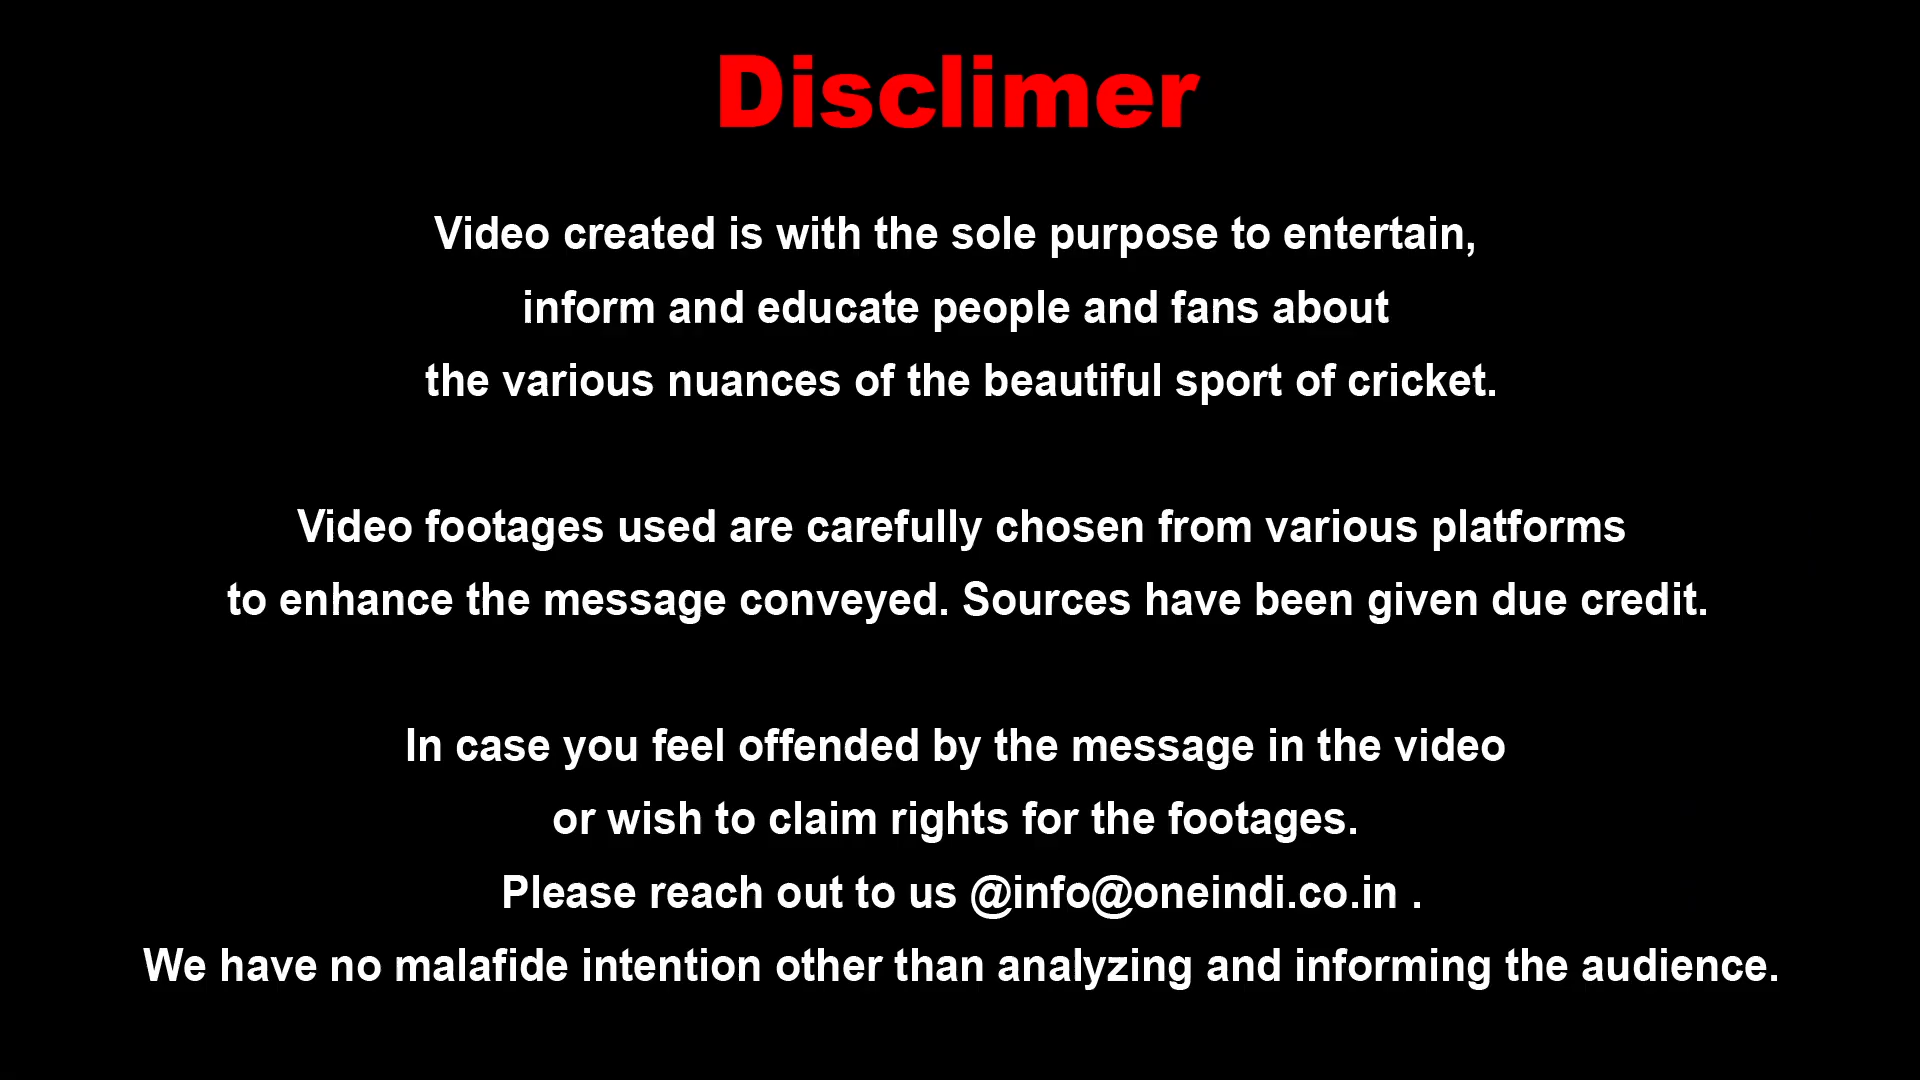 Disclimer
Video created is with the sole purpose to entertain,
inform and educate people and fans about
the various nuances of the beautiful sport of cricket.
Video footages used are carefully chosen from various platforms
to enhance the message conveyed. Sources have been given due credit.
In case you feel offended by the message in the video
or wish to claim rights for the footages.
Please reach out to us @info@oneindi.co.in .
We have no malafide intention other than analyzing and informing the audience.